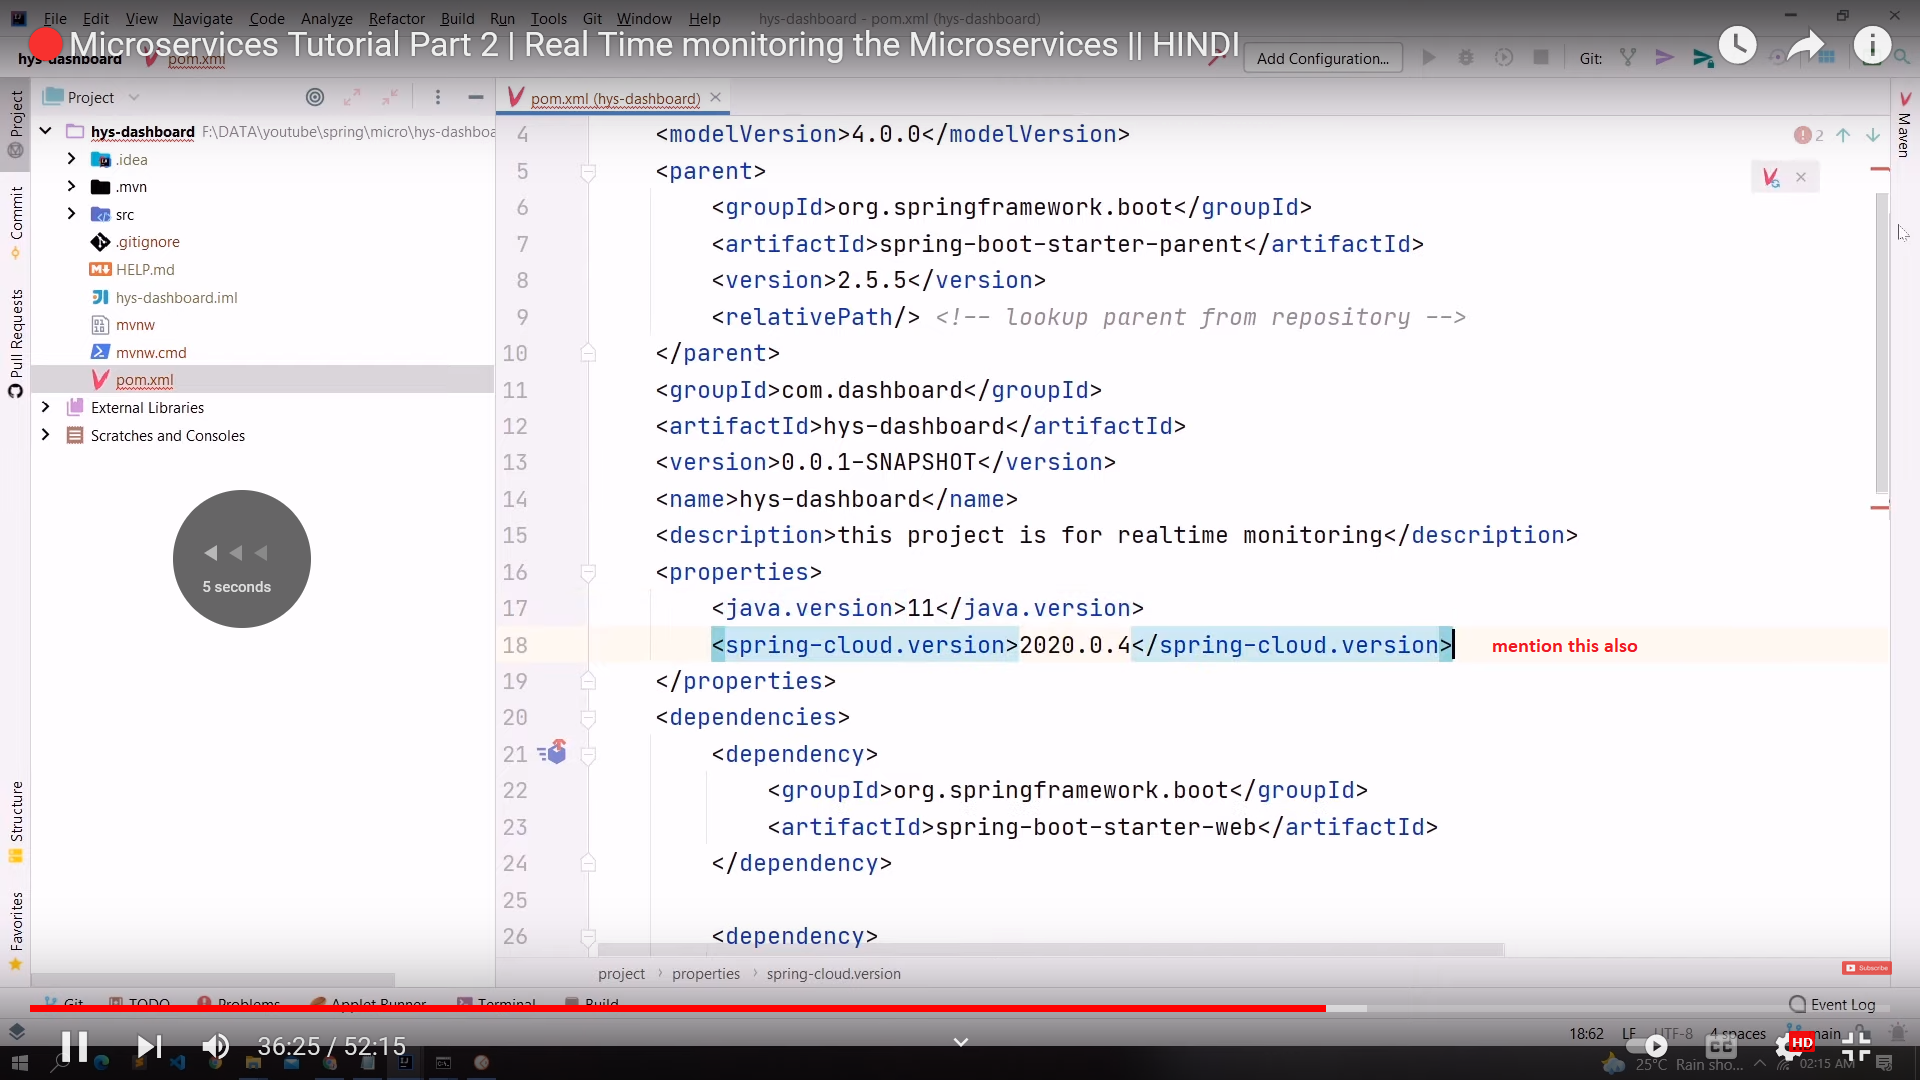 File Edit View Navigate Code Analyze Refactor Build Run Tools Git Window Help hys-dashboard - pom.xml (hys-dashboard)
Microservices Tutorial Part 2 | Real Time monitoring the Microservices || HINDI
hys-dashboard pom.xml
Add Configuration...
Git:
Project
pom.xml (hys-dashboard)
hys-dashboard F:\DATA\youtube\spring\micro\hys-dashboa
.idea
.mvn
src
.gitignore
HELP.md
hys-dashboard.iml
mvnw
mvnw.cmd
pom.xml
External Libraries
Scratches and Consoles
5 seconds
Project
Commit
Pull Requests
Structure
Favorites
4 <modelVersion>4.0.0</modelVersion>
5 <parent>
6 <groupId>org.springframework.boot</groupId>
7 <artifactId>spring-boot-starter-parent</artifactId>
8 <version>2.5.5</version>
9 <relativePath/> <!-- lookup parent from repository -->
10 </parent>
11 <groupId>com.dashboard</groupId>
12 <artifactId>hys-dashboard</artifactId>
13 <version>0.0.1-SNAPSHOT</version>
14 <name>hys-dashboard</name>
15 <description>this project is for realtime monitoring</description>
16 <properties>
17 <java.version>11</java.version>
18 <spring-cloud.version>2020.0.4</spring-cloud.version> mention this also
19 </properties>
20 <dependencies>
21 <dependency>
22 <groupId>org.springframework.boot</groupId>
23 <artifactId>spring-boot-starter-web</artifactId>
24 </dependency>
25
26 <dependency>
2
Maven
project › properties › spring-cloud.version
Subscribe
Git TODO Problems Applet Runner Terminal Build
Event Log
18:62 LF UTF-8 4 spaces main
36:25 / 52:15
CC HD
25°C Rain sho... 02:15 AM